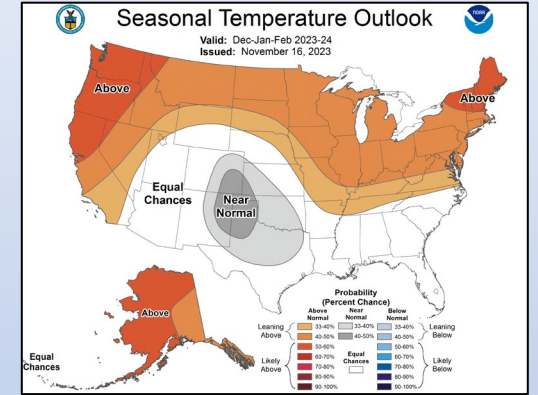 Seasonal Temperature Outlook
Valid: Dec-Jan-Feb 2023-24
Issued: November 16, 2023
NOAA
Above
Above
Equal
Chances
Near
Normal
Above
Equal
Chances
Probability
(Percent Chance)
Above
Normal
Near
Normal
Below
Normal
Leaning
Above
33-40%
33-40%
33-40%
Leaning
Below
40-50%
40-50%
40-50%
50-60%
50-60%
Likely
Above
60-70%
Equal
Chances
60-70%
Likely
Below
70-80%
70-80%
80-90%
80-90%
90-100%
90-100%